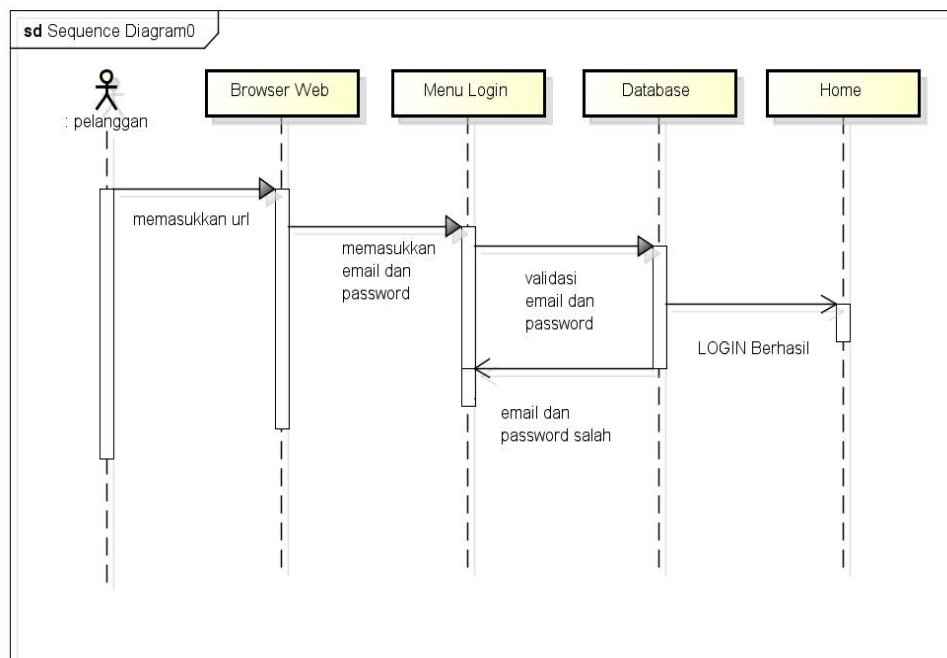 sd Sequence Diagram0
: pelanggan
Browser Web
Menu Login
Database
Home
memasukkan url
memasukkan
email dan
password
validasi
email dan
password
LOGIN Berhasil
email dan
password salah